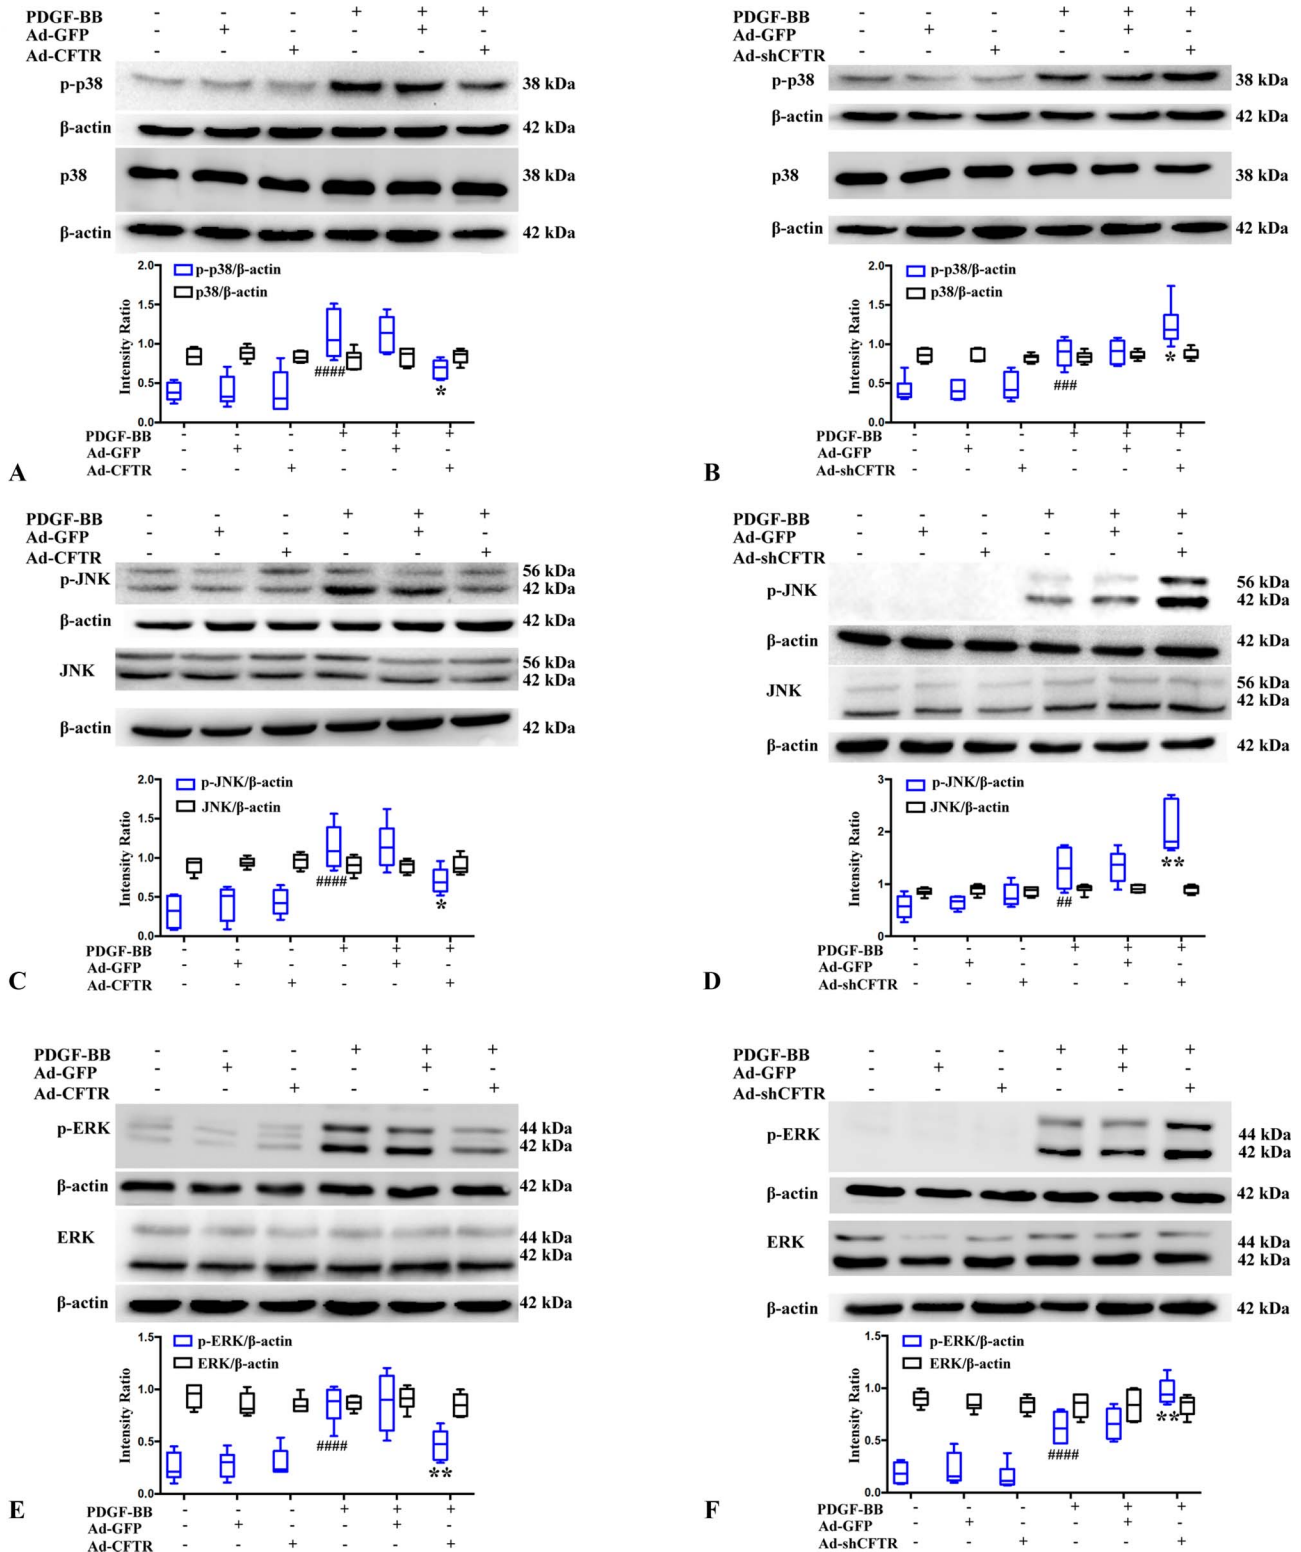 PDGF-BB - - - + + +
Ad-GFP - + - - + -
Ad-CFTR - - + - - +
p-p38 38 kDa
β-actin 42 kDa
p38 38 kDa
β-actin 42 kDa
2.0
1.5
1.0
0.5
0.0
Intensity Ratio
p-p38/β-actin
p38/β-actin
####
*
PDGF-BB - - - + + +
Ad-GFP - + - - + -
Ad-CFTR - - + - - +
A
PDGF-BB - - - + + +
Ad-GFP - + - - + -
Ad-shCFTR - - + - - +
p-p38 38 kDa
β-actin 42 kDa
p38 38 kDa
β-actin 42 kDa
2.0
1.5
1.0
0.5
0.0
Intensity Ratio
p-p38/β-actin
p38/β-actin
###
*
PDGF-BB - - - + + +
Ad-GFP - + - - + -
Ad-shCFTR - - + - - +
B
PDGF-BB - - - + + +
Ad-GFP - + - - + -
Ad-CFTR - - + - - +
p-JNK 56 kDa
42 kDa
β-actin 42 kDa
JNK 56 kDa
42 kDa
β-actin 42 kDa
2.0
1.5
1.0
0.5
0.0
Intensity Ratio
p-JNK/β-actin
JNK/β-actin
####
*
PDGF-BB - - - + + +
Ad-GFP - + - - + -
Ad-CFTR - - + - - +
C
PDGF-BB - - - + + +
Ad-GFP - + - - + -
Ad-shCFTR - - + - - +
p-JNK 56 kDa
42 kDa
β-actin 42 kDa
JNK 56 kDa
42 kDa
β-actin 42 kDa
3
2
1
0
Intensity Ratio
p-JNK/β-actin
JNK/β-actin
##
**
PDGF-BB - - - + + +
Ad-GFP - + - - + -
Ad-shCFTR - - + - - +
D
PDGF-BB - - - + + +
Ad-GFP - + - - + -
Ad-CFTR - - + - - +
p-ERK 44 kDa
42 kDa
β-actin 42 kDa
ERK 44 kDa
42 kDa
β-actin 42 kDa
1.5
1.0
0.5
0.0
Intensity Ratio
p-ERK/β-actin
ERK/β-actin
####
**
PDGF-BB - - - + + +
Ad-GFP - + - - + -
Ad-CFTR - - + - - +
E
PDGF-BB - - - + + +
Ad-GFP - + - - + -
Ad-shCFTR - - + - - +
p-ERK 44 kDa
42 kDa
β-actin 42 kDa
ERK 44 kDa
42 kDa
β-actin 42 kDa
1.5
1.0
0.5
0.0
Intensity Ratio
p-ERK/β-actin
ERK/β-actin
####
**
PDGF-BB - - - + + +
Ad-GFP - + - - + -
Ad-shCFTR - - + - - +
F